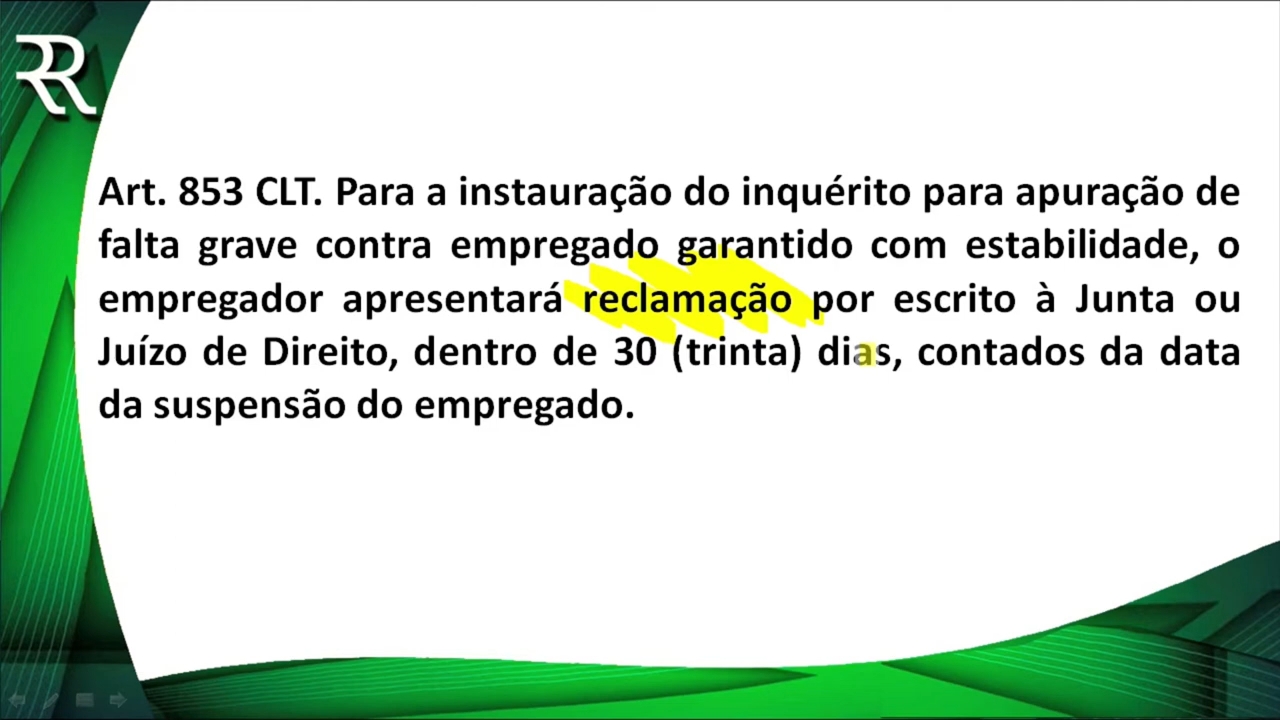 Art. 853 CLT. Para a instauração do inquérito para apuração de
falta grave contra empregado garantido com estabilidade, o
empregador apresentará reclamação por escrito à Junta ou
Juízo de Direito, dentro de 30 (trinta) dias, contados da data
da suspensão do empregado.